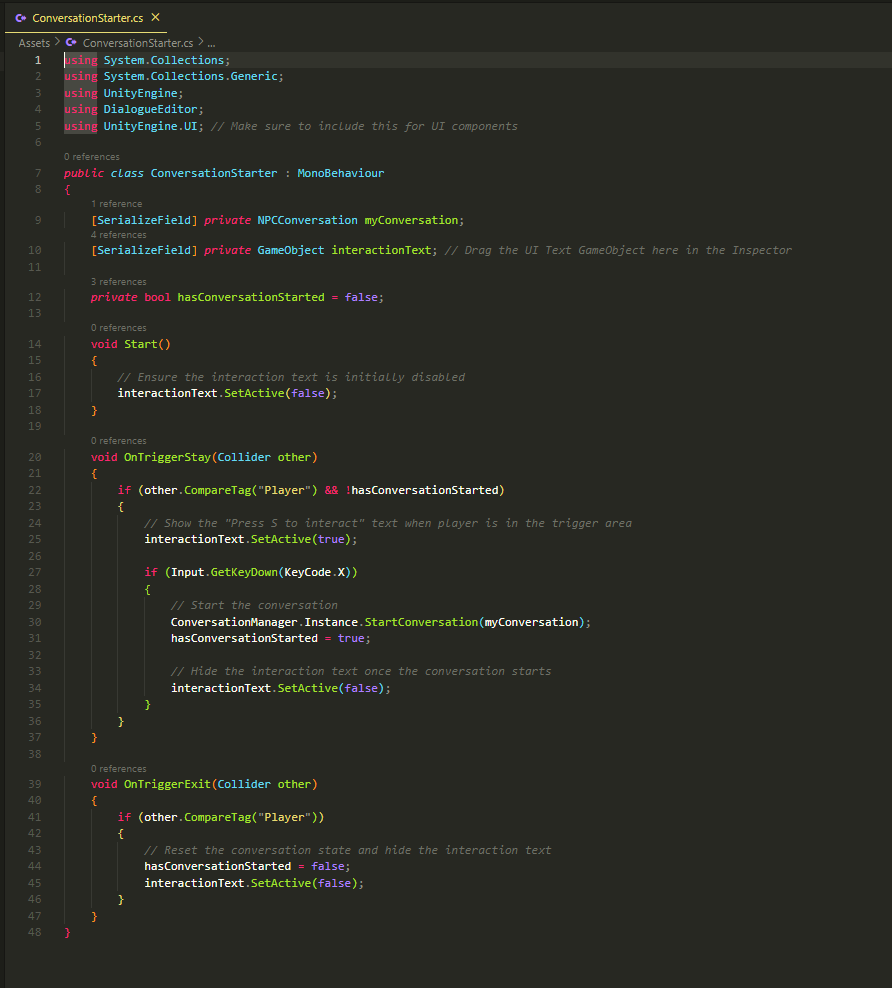 ConversationStarter.cs ×
Assets > ConversationStarter.cs > ...
1 using System.Collections;
2 using System.Collections.Generic;
3 using UnityEngine;
4 using DialogueEditor;
5 using UnityEngine.UI; // Make sure to include this for UI components
6
0 references
7 public class ConversationStarter : MonoBehaviour
8 {
1 reference
9 [SerializeField] private NPCConversation myConversation;
4 references
10 [SerializeField] private GameObject interactionText; // Drag the UI Text GameObject here in the Inspector
11
3 references
12 private bool hasConversationStarted = false;
13
0 references
14 void Start()
15 {
16 // Ensure the interaction text is initially disabled
17 interactionText.SetActive(false);
18 }
19
0 references
20 void OnTriggerStay(Collider other)
21 {
22 if (other.CompareTag("Player") && !hasConversationStarted)
23 {
24 // Show the "Press S to interact" text when player is in the trigger area
25 interactionText.SetActive(true);
26
27 if (Input.GetKeyDown(KeyCode.X))
28 {
29 // Start the conversation
30 ConversationManager.Instance.StartConversation(myConversation);
31 hasConversationStarted = true;
32
33 // Hide the interaction text once the conversation starts
34 interactionText.SetActive(false);
35 }
36 }
37 }
38
0 references
39 void OnTriggerExit(Collider other)
40 {
41 if (other.CompareTag("Player"))
42 {
43 // Reset the conversation state and hide the interaction text
44 hasConversationStarted = false;
45 interactionText.SetActive(false);
46 }
47 }
48 }